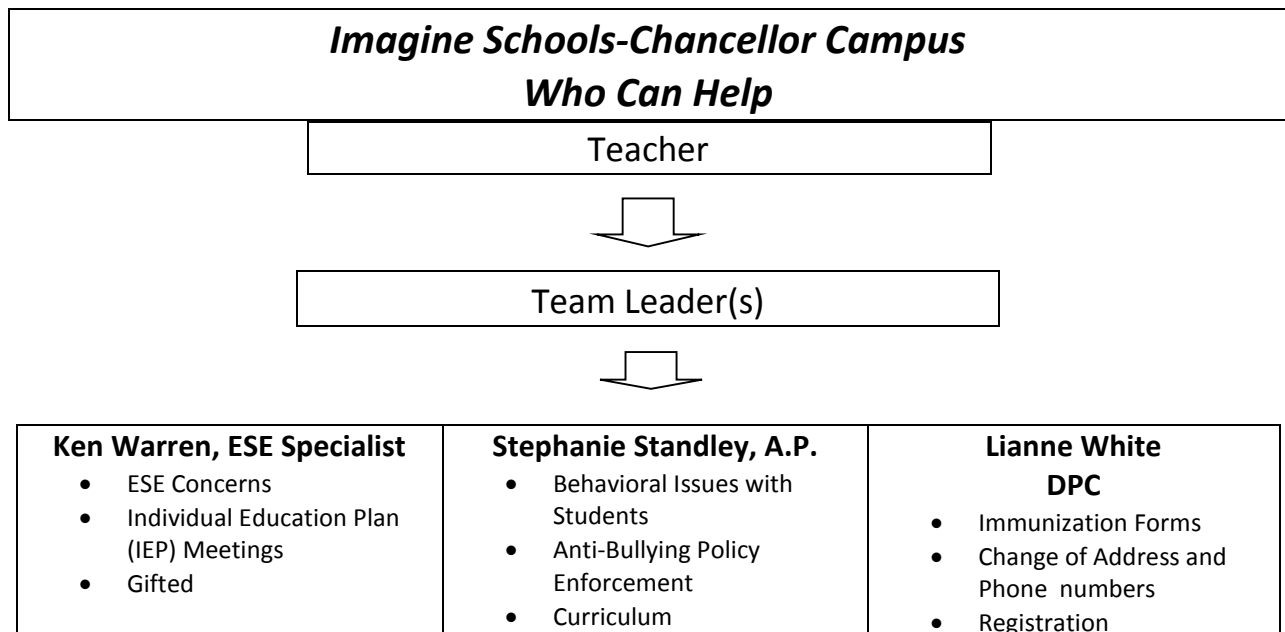 Imagine Schools-Chancellor Campus
Who Can Help
Teacher
Team Leader(s)
Ken Warren, ESE Specialist
• ESE Concerns
• Individual Education Plan
(IEP) Meetings
• Gifted
Stephanie Standley, A.P.
• Behavioral Issues with
Students
• Anti-Bullying Policy
Enforcement
• Curriculum
Lianne White
DPC
• Immunization Forms
• Change of Address and
Phone numbers
• Registration